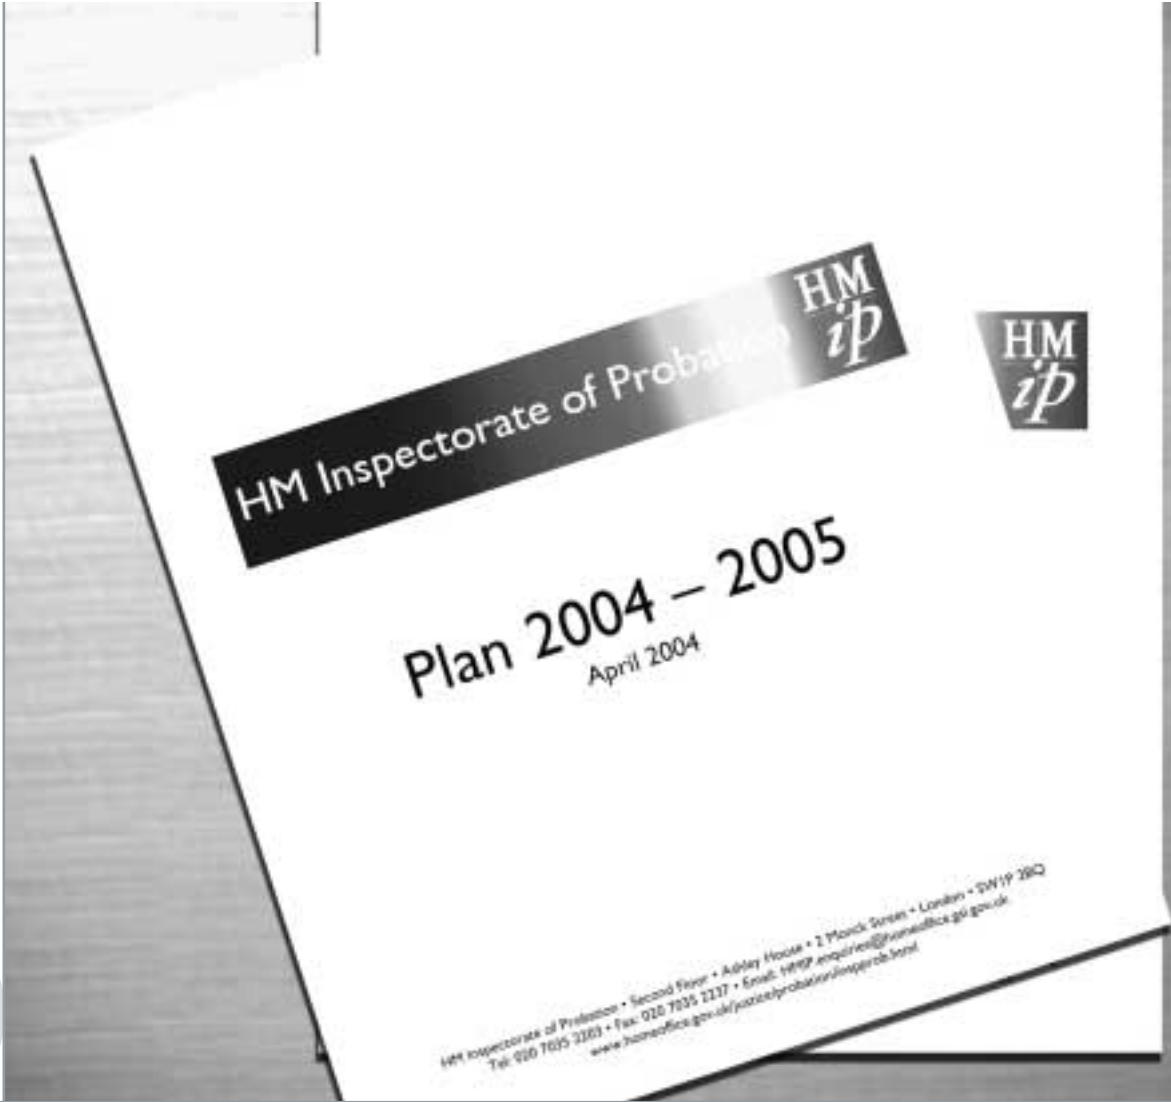 HM Inspectorate of Probation
HM
ip
HM
ip
Plan 2004 – 2005
April 2004
HM Inspectorate of Probation • Second Floor • Ashley House • 2 Monck Street • London • SW1P 2BQ
Tel: 020 7035 2203 • Fax: 020 7035 2237 • Email: HMIP.enquiries@homeoffice.gsi.gov.uk
www.homeoffice.gov.uk/justice/probation/inspprob.html